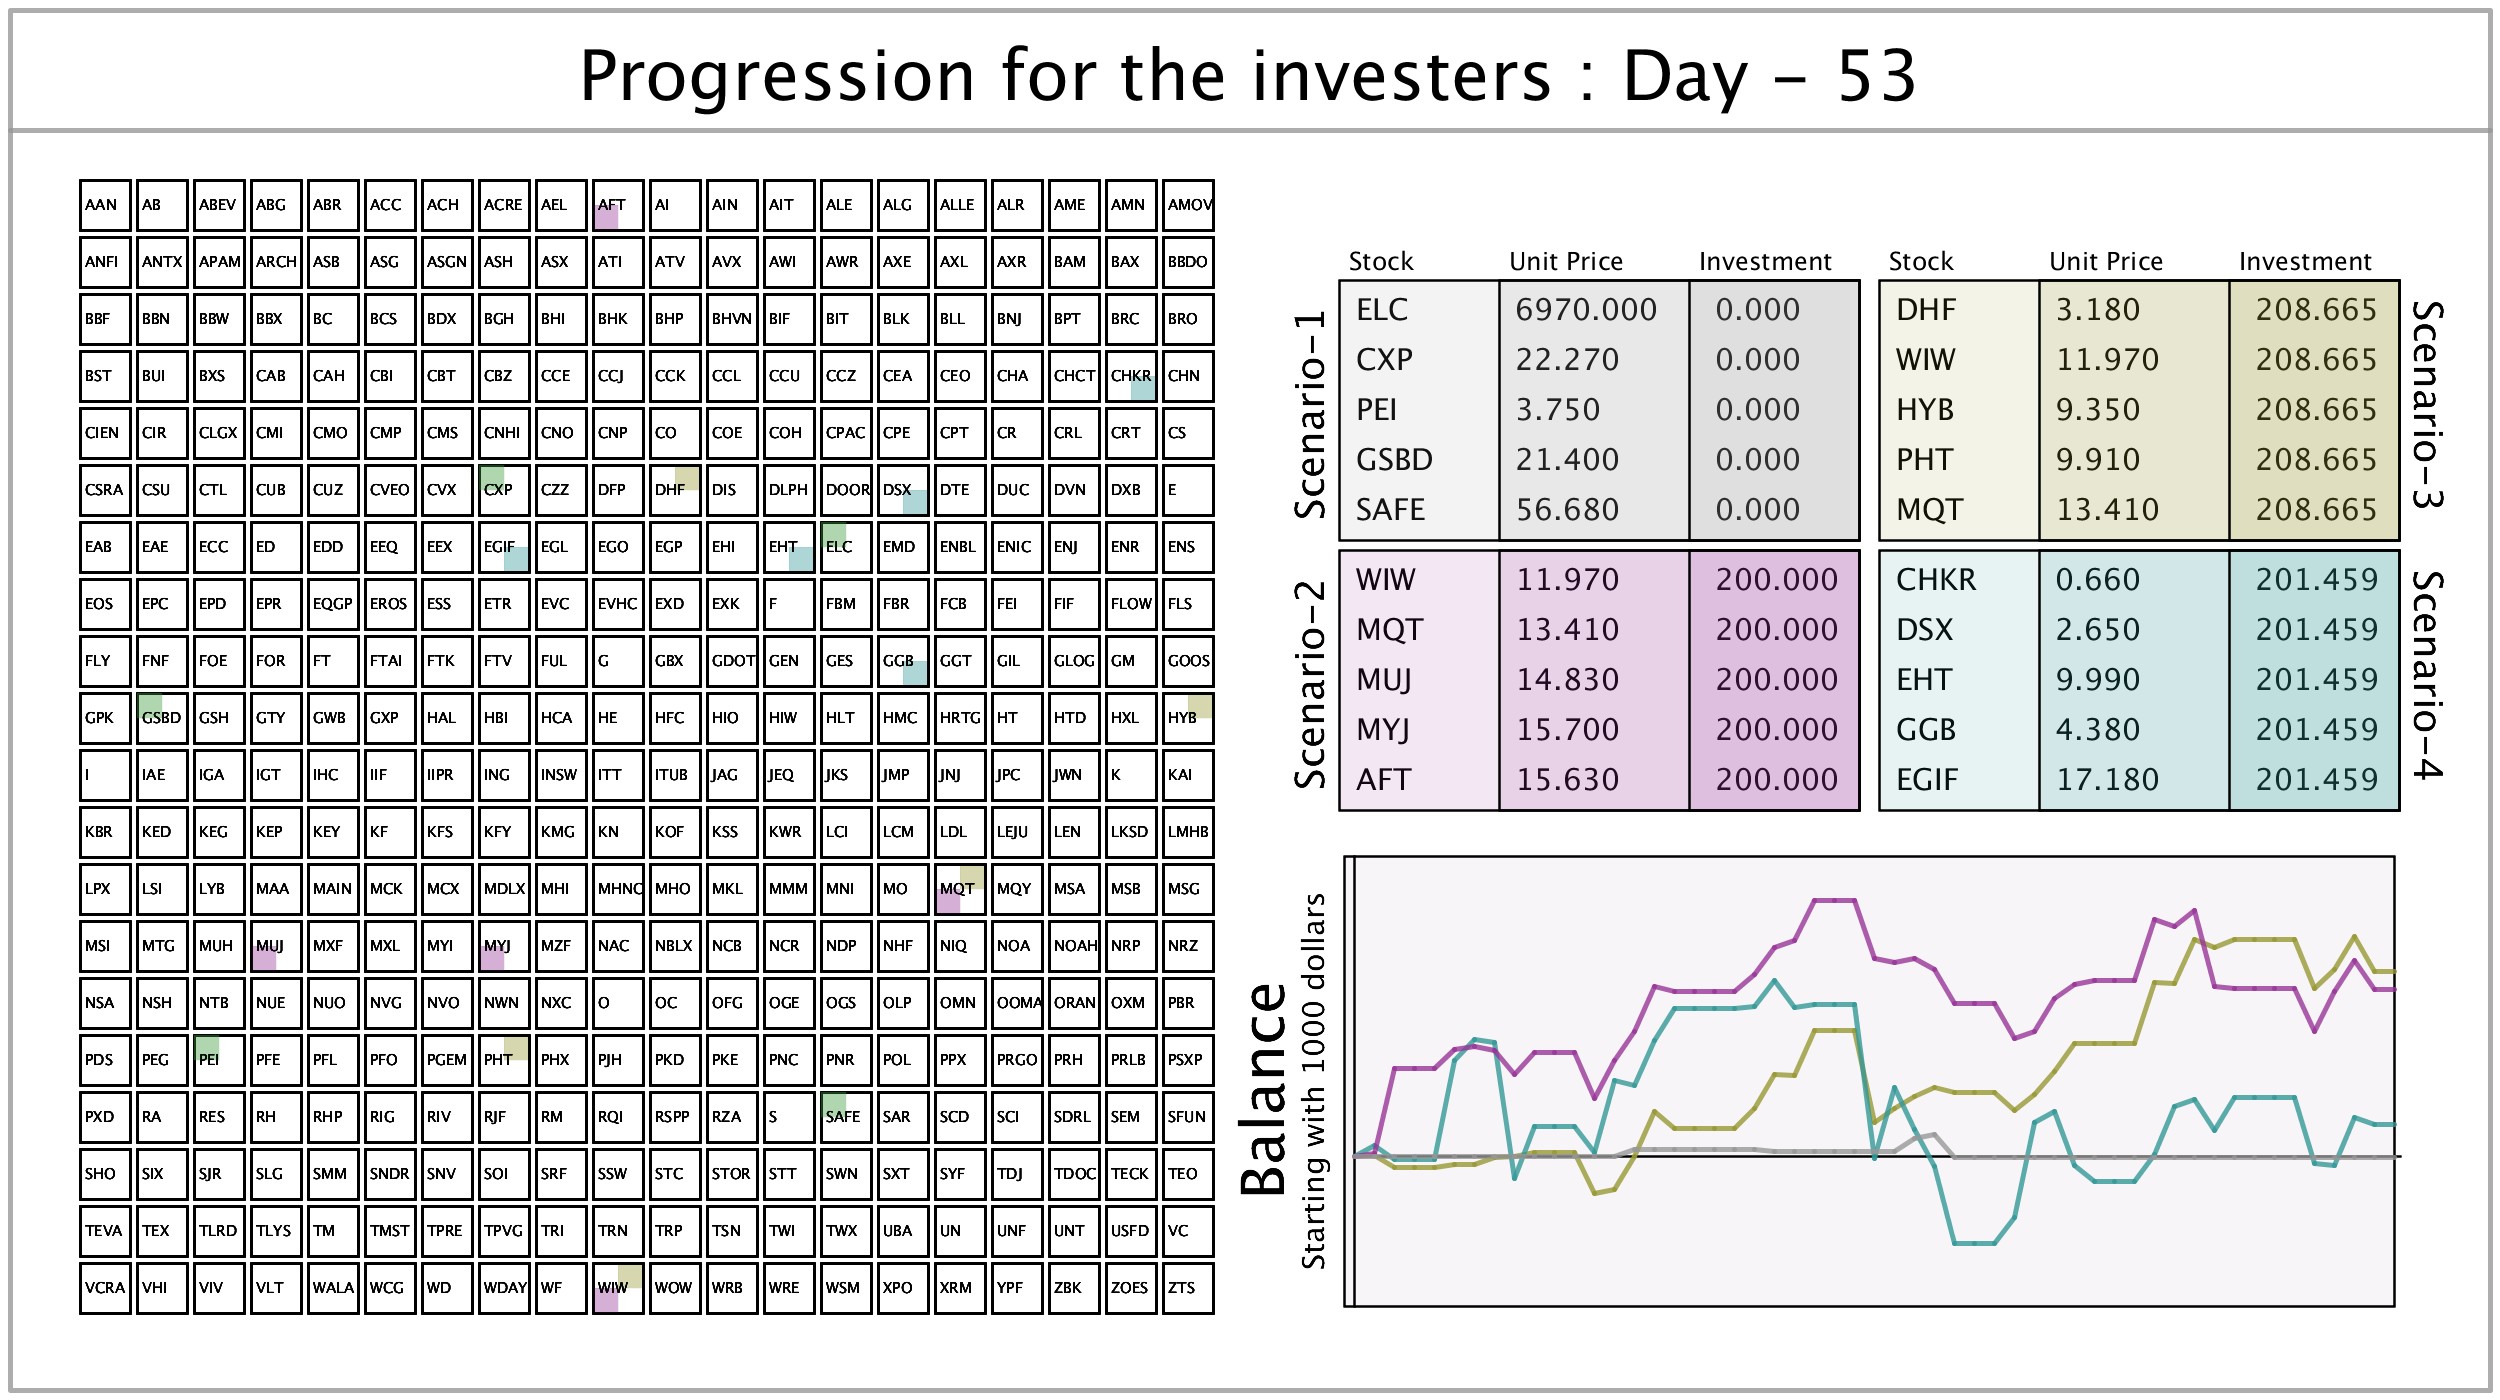 Progression for the investers : Day - 53
AAN AB ABEV ABG ABR ACC ACH ACRE AEL AFT AI AIN AIT ALE ALG ALLE ALR AME AMN AMOV
ANFI ANTX APAM ARCH ASB ASG ASGN ASH ASX ATI ATV AVX AWI AWR AXE AXL AXR BAM BAX BBDO
BBF BBN BBW BBX BC BCS BDX BGH BHI BHK BHP BHVN BIF BIT BLK BLL BNJ BPT BRC BRO
BST BUI BXS CAB CAH CBI CBT CBZ CCE CCJ CCK CCL CCU CCZ CEA CEO CHA CHCT CHKR CHN
CIEN CIR CLGX CMI CMO CMP CMS CNHI CNO CNP CO COE COH CPAC CPE CPT CR CRL CRT CS
CSRA CSU CTL CUB CUZ CVEO CVX CXP CZZ DFP DHF DIS DLPH DOOR DSX DTE DUC DVN DXB E
EAB EAE ECC ED EDD EEQ EEX EGIF EGL EGO EGP EHI EHT ELC EMD ENBL ENIC ENJ ENR ENS
EOS EPC EPD EPR EQGP EROS ESS ETR EVC EVHC EXD EXK F FBM FBR FCB FEI FIF FLOW FLS
FLY FNF FOE FOR FT FTAI FTK FTV FUL G GBX GDOT GEN GES GGB GGT GIL GLOG GM GOOS
GPK GSBD GSH GTY GWB GXP HAL HBI HCA HE HFC HIO HIW HLT HMC HRTG HT HTD HXL HYB
I IAE IGA IGT IHC IIF IIPR ING INSW ITT ITUB JAG JEQ JKS JMP JNJ JPC JWN K KAI
KBR KED KEG KEP KEY KF KFS KFY KMG KN KOF KSS KWR LCI LCM LDL LEJU LEN LKSD LMHB
LPX LSI LYB MAA MAIN MCK MCX MDLX MHI MHNC MHO MKL MMM MNI MO MQT MQY MSA MSB MSG
MSI MTG MUH MUJ MXF MXL MYI MYJ MZF NAC NBLX NCB NCR NDP NHF NIQ NOA NOAH NRP NRZ
NSA NSH NTB NUE NUO NVG NVO NWN NXC O OC OFG OGE OGS OLP OMN OOMA ORAN OXM PBR
PDS PEG PEI PFE PFL PFO PGEM PHT PHX PJH PKD PKE PNC PNR POL PPX PRGO PRH PRLB PSXP
PXD RA RES RH RHP RIG RIV RJF RM RQI RSPP RZA S SAFE SAR SCD SCI SDRL SEM SFUN
SHO SIX SJR SLG SMM SNDR SNV SOI SRF SSW STC STOR STT SWN SXT SYF TDJ TDOC TECK TEO
TEVA TEX TLRD TLYS TM TMST TPRE TPVG TRI TRN TRP TSN TWI TWX UBA UN UNF UNT USFD VC
VCRA VHI VIV VLT WALA WCG WD WDAY WF WIW WOW WRB WRE WSM XPO XRM YPF ZBK ZOES ZTS
Stock Unit Price Investment
Scenario-1
ELC 6970.000 0.000
CXP 22.270 0.000
PEI 3.750 0.000
GSBD 21.400 0.000
SAFE 56.680 0.000
Scenario-2
WIW 11.970 200.000
MQT 13.410 200.000
MUJ 14.830 200.000
MYJ 15.700 200.000
AFT 15.630 200.000
Stock Unit Price Investment
Scenario-3
DHF 3.180 208.665
WIW 11.970 208.665
HYB 9.350 208.665
PHT 9.910 208.665
MQT 13.410 208.665
Scenario-4
CHKR 0.660 201.459
DSX 2.650 201.459
EHT 9.990 201.459
GGB 4.380 201.459
EGIF 17.180 201.459
Balance
Starting with 1000 dollars